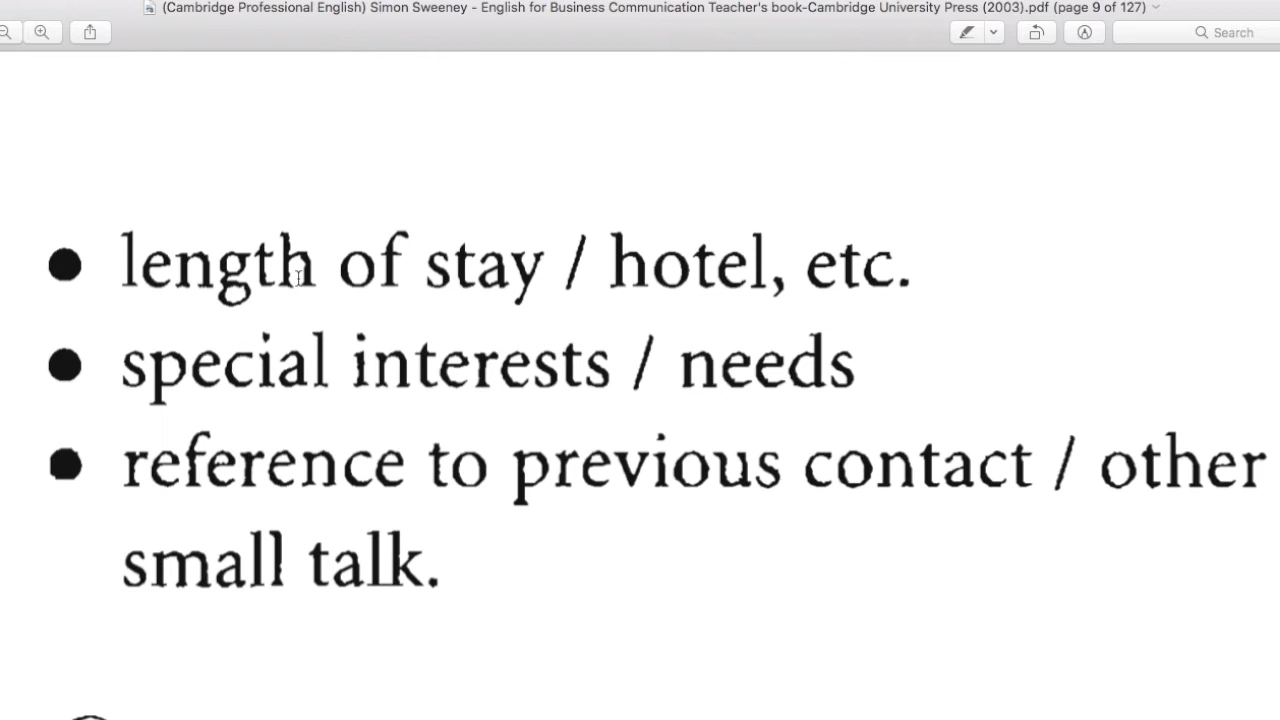 (Cambridge Professional English) Simon Sweeney - English for Business Communication Teacher's book-Cambridge University Press (2003).pdf (page 9 of 127)
Search
● length of stay / hotel, etc.
● special interests / needs
● reference to previous contact / other
small talk.